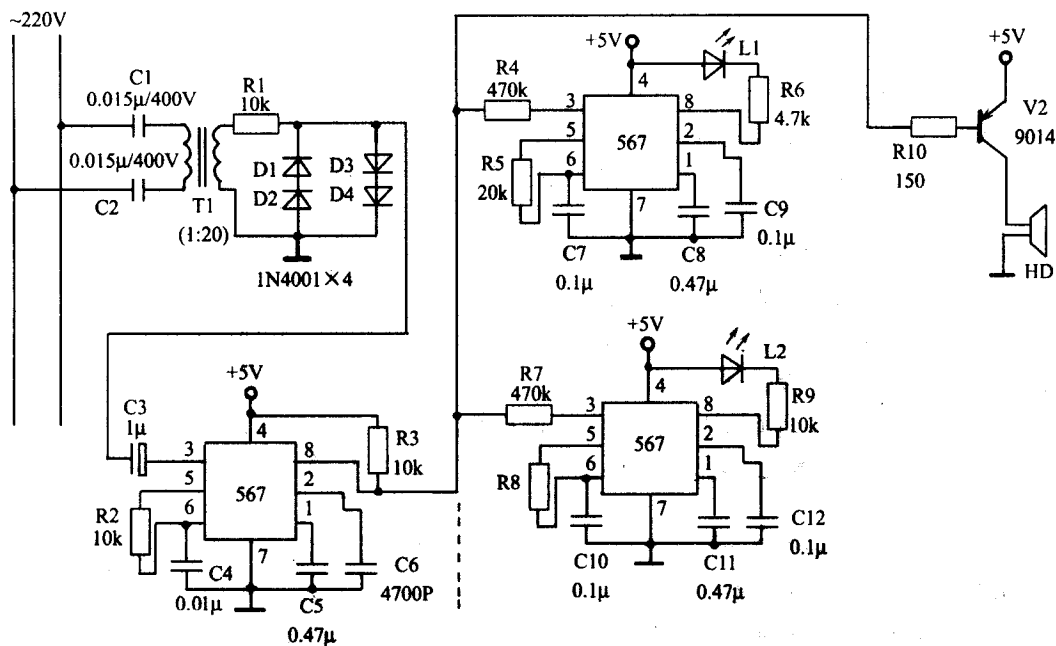 ~220V
C1
0.015μ/400V
0.015μ/400V
C2
T1
(1:20)
R1
10k
D1
D2
D3
D4
1N4001×4
+5V
C3
1μ
3
4
8
5
567
2
6
1
7
R2
10k
R3
10k
C4
0.01μ
C5
0.47μ
C6
4700P
+5V
L1
R4
470k
4
3
8
5
567
2
6
1
7
R5
20k
R6
4.7k
C7
0.1μ
C8
0.47μ
C9
0.1μ
+5V
L2
R7
470k
4
3
8
5
567
2
6
1
7
R8
R9
10k
C10
0.1μ
C11
0.47μ
C12
0.1μ
+5V
V2
9014
R10
150
HD